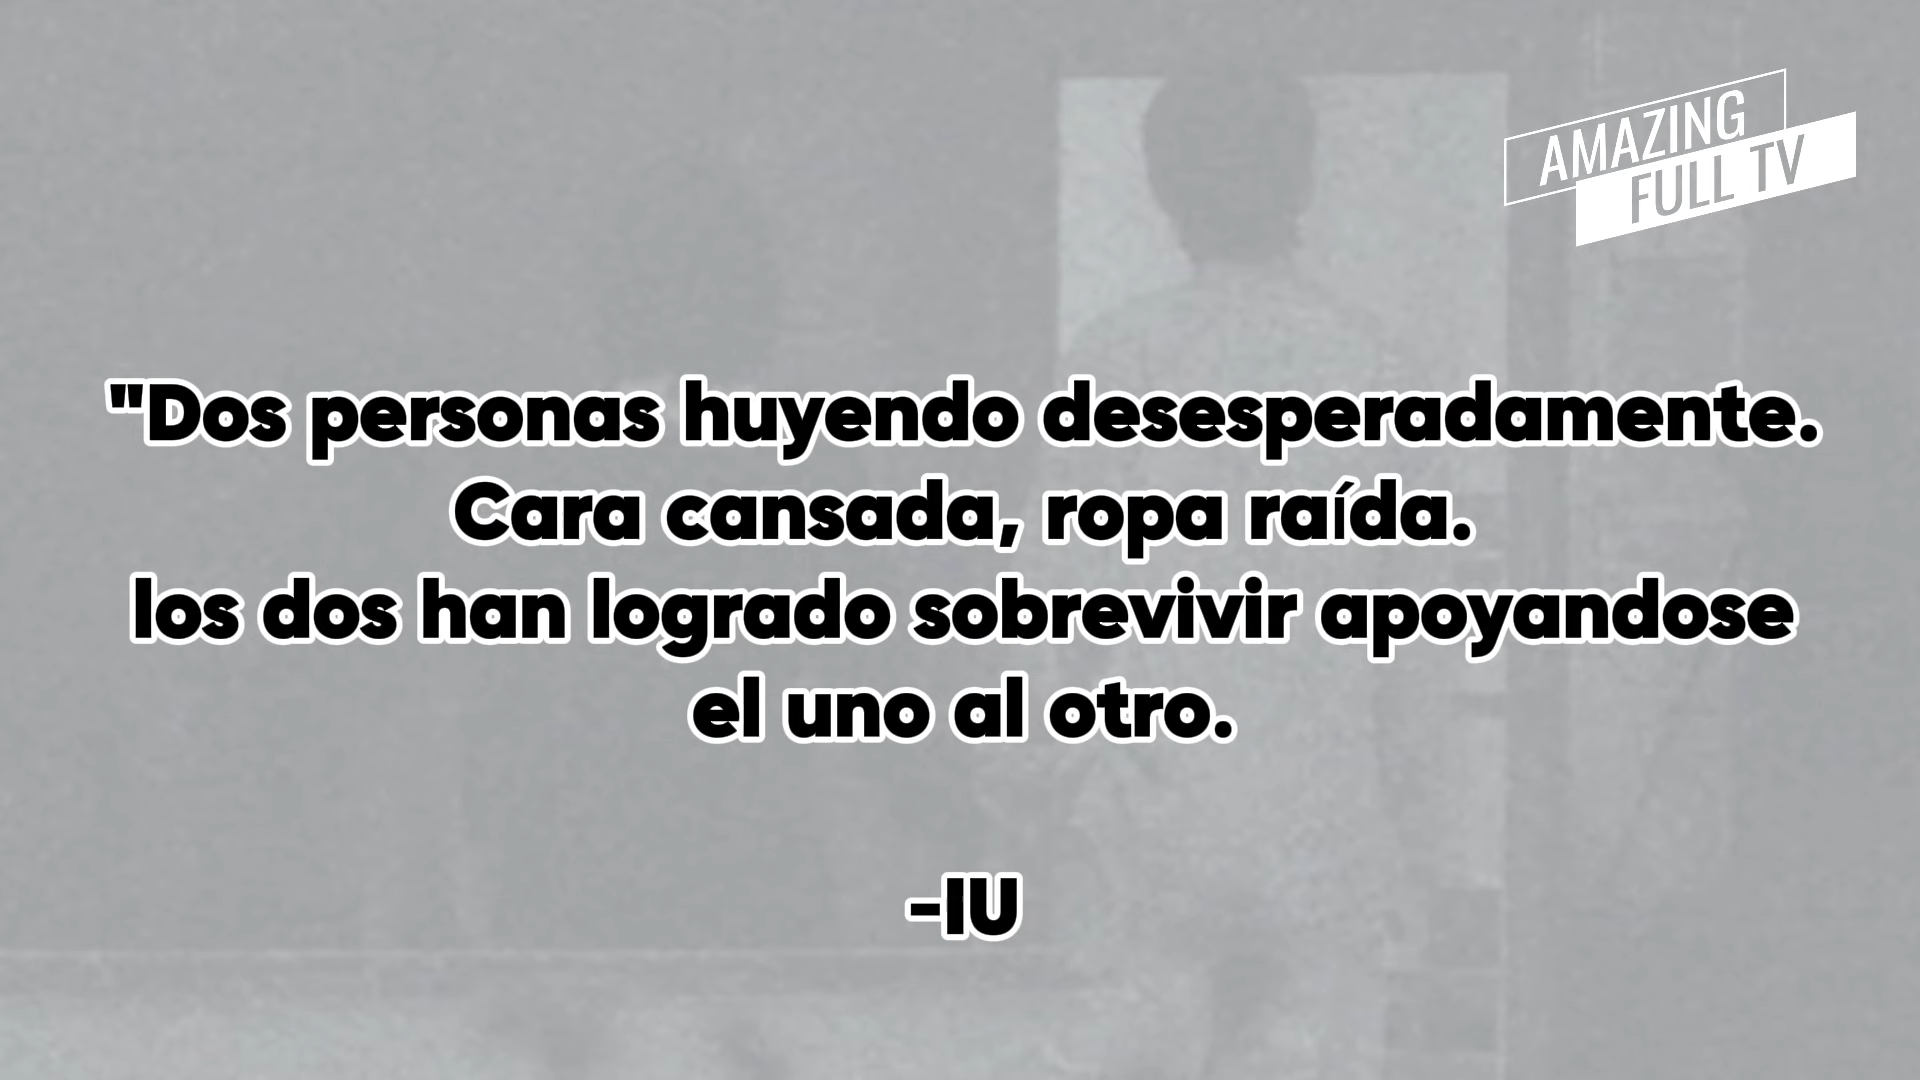 AMAZING
FULL TV
"Dos personas huyendo desesperadamente.
Cara cansada, ropa raída.
los dos han logrado sobrevivir apoyandose
el uno al otro.
-IU